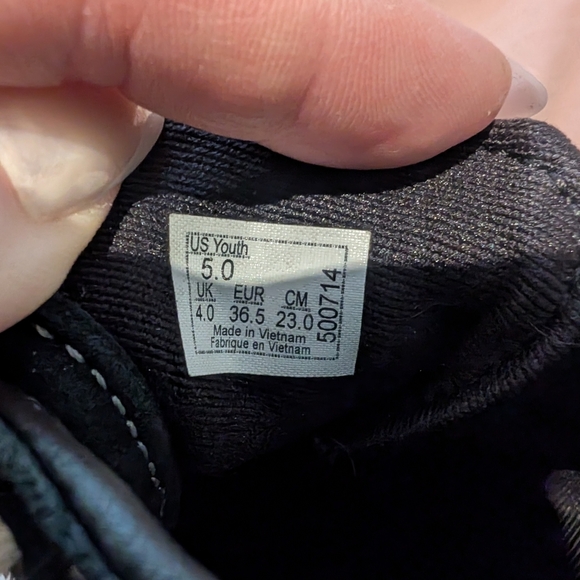 US Youth
5.0
UK EUR CM
4.0 36.5 23.0
Made in Vietnam
Fabrique en Vietnam
500714